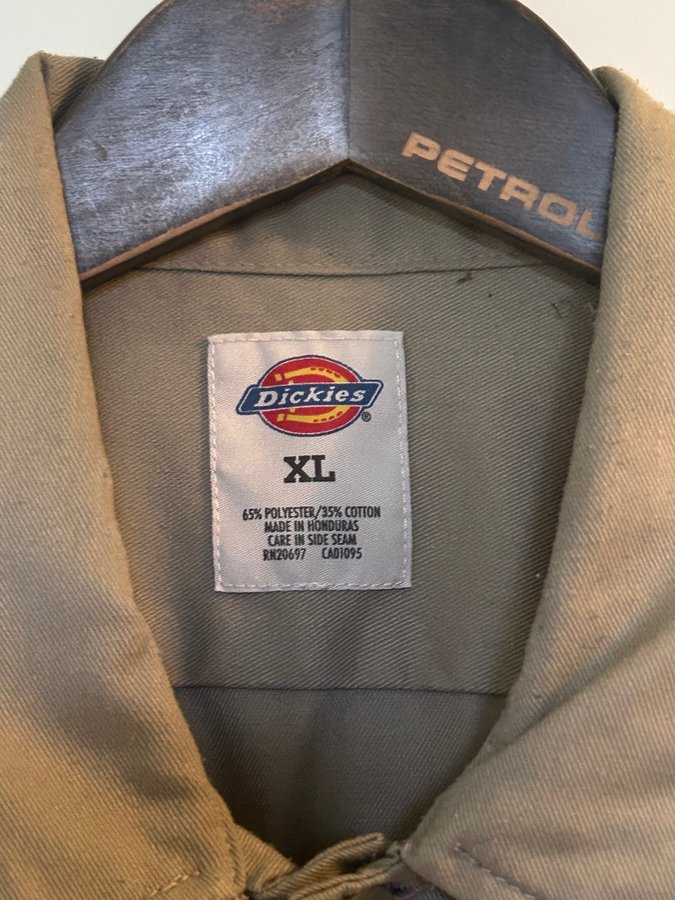 PETROL
Dickies
®
XL
65% POLYESTER/35% COTTON
MADE IN HONDURAS
CARE IN SIDE SEAM
RN20697 CA01095